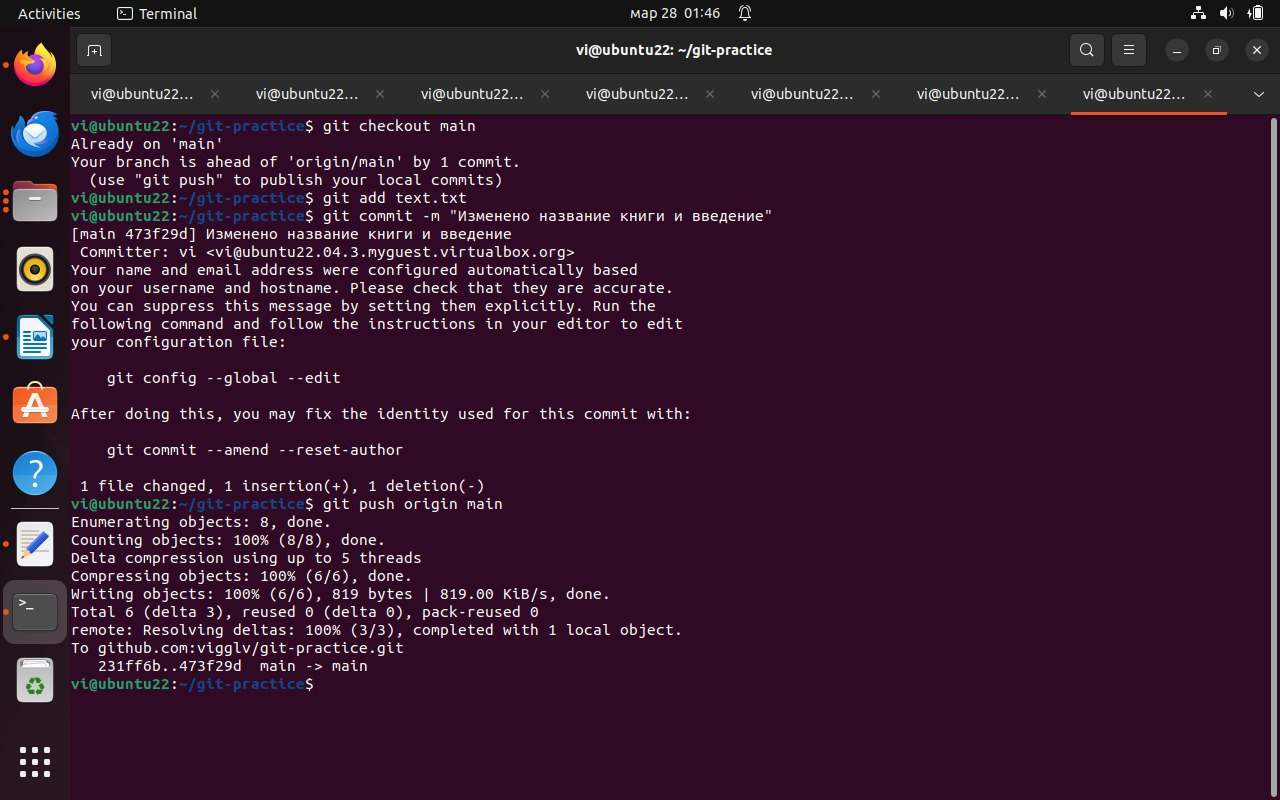 Activities Terminal мар 28 01:46
vi@ubuntu22: ~/git-practice
vi@ubuntu22… vi@ubuntu22… vi@ubuntu22… vi@ubuntu22… vi@ubuntu22… vi@ubuntu22… vi@ubuntu22…
vi@ubuntu22:~/git-practice$ git checkout main
Already on 'main'
Your branch is ahead of 'origin/main' by 1 commit.
  (use "git push" to publish your local commits)
vi@ubuntu22:~/git-practice$ git add text.txt
vi@ubuntu22:~/git-practice$ git commit -m "Изменено название книги и введение"
[main 473f29d] Изменено название книги и введение
 Committer: vi <vi@ubuntu22.04.3.myguest.virtualbox.org>
Your name and email address were configured automatically based
on your username and hostname. Please check that they are accurate.
You can suppress this message by setting them explicitly. Run the
following command and follow the instructions in your editor to edit
your configuration file:
    git config --global --edit
After doing this, you may fix the identity used for this commit with:
    git commit --amend --reset-author
 1 file changed, 1 insertion(+), 1 deletion(-)
vi@ubuntu22:~/git-practice$ git push origin main
Enumerating objects: 8, done.
Counting objects: 100% (8/8), done.
Delta compression using up to 5 threads
Compressing objects: 100% (6/6), done.
Writing objects: 100% (6/6), 819 bytes | 819.00 KiB/s, done.
Total 6 (delta 3), reused 0 (delta 0), pack-reused 0
remote: Resolving deltas: 100% (3/3), completed with 1 local object.
To github.com:vigglv/git-practice.git
   231ff6b..473f29d  main -> main
vi@ubuntu22:~/git-practice$